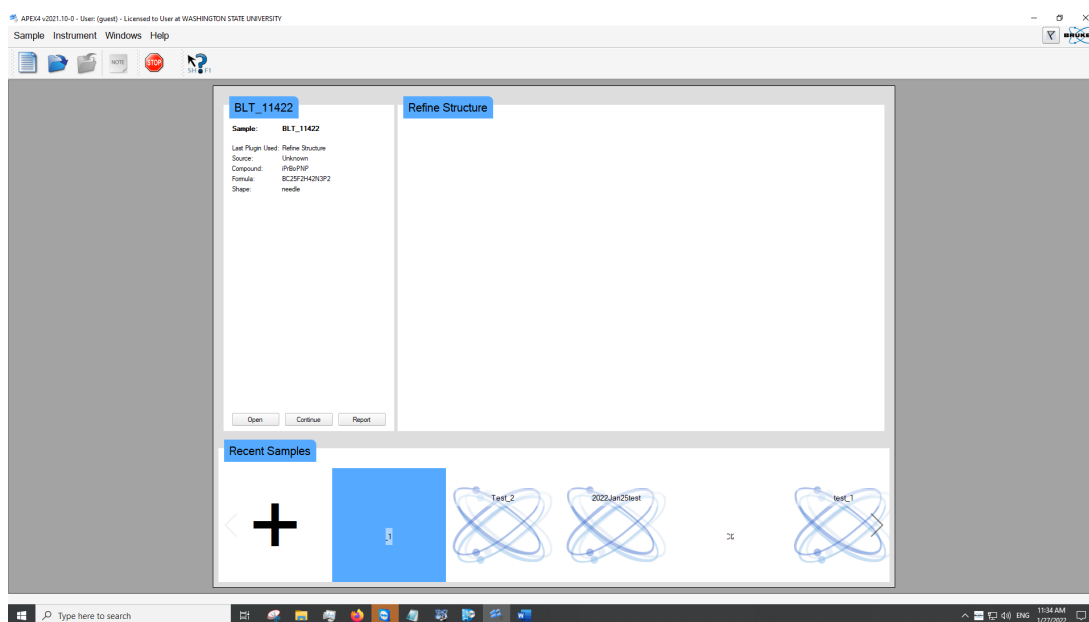 APEX4 v2021.10-0 - User: (guest) - Licensed to User at WASHINGTON STATE UNIVERSITY
Sample Instrument Windows Help
BRUKE
NOTE STOP SH F1
BLT_11422
Refine Structure
Sample: BLT_11422
Last Plugin Used: Refine Structure
Source: Unknown
Compound: iPrBoPNP
Formula: BC25F2H42N3P2
Shape: needle
Open Continue Report
Recent Samples
Test_2 2022Jan25test test_1
_1
Type here to search
ENG 11:34 AM
1/27/2022